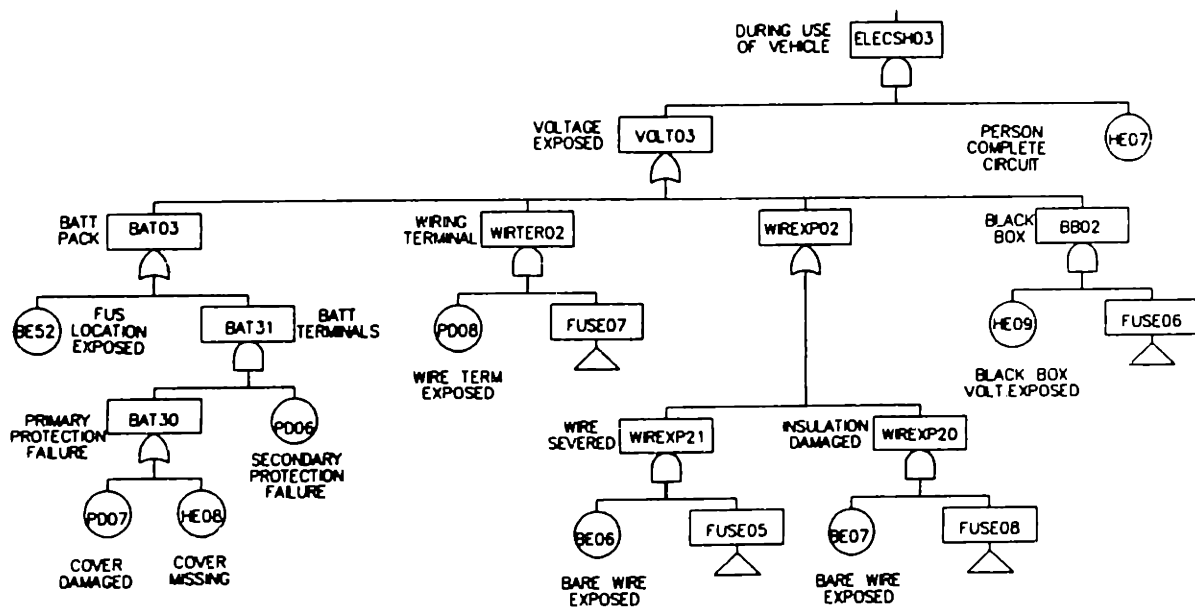 DURING USE
OF VEHICLE
ELECSH03
VOLTAGE
EXPOSED
VOLT03
PERSON
COMPLETE
CIRCUIT
HE07
BATT
PACK
BAT03
WIRING
TERMINAL
WIRTER02
WIREXP02
BLACK
BOX
BB02
BE52
FUS
LOCATION
EXPOSED
BAT31
BATT
TERMINALS
PD08
FUSE07
WIRE TERM
EXPOSED
HE09
FUSE06
BLACK BOX
VOLT.EXPOSED
PRIMARY
PROTECTION
FAILURE
BAT30
PD06
SECONDARY
PROTECTION
FAILURE
WIRE
SEVERED
WIREXP21
INSULATION
DAMAGED
WIREXP20
PD07
HE08
COVER
DAMAGED
COVER
MISSING
BE06
FUSE05
BARE WIRE
EXPOSED
BE07
FUSE08
BARE WIRE
EXPOSED